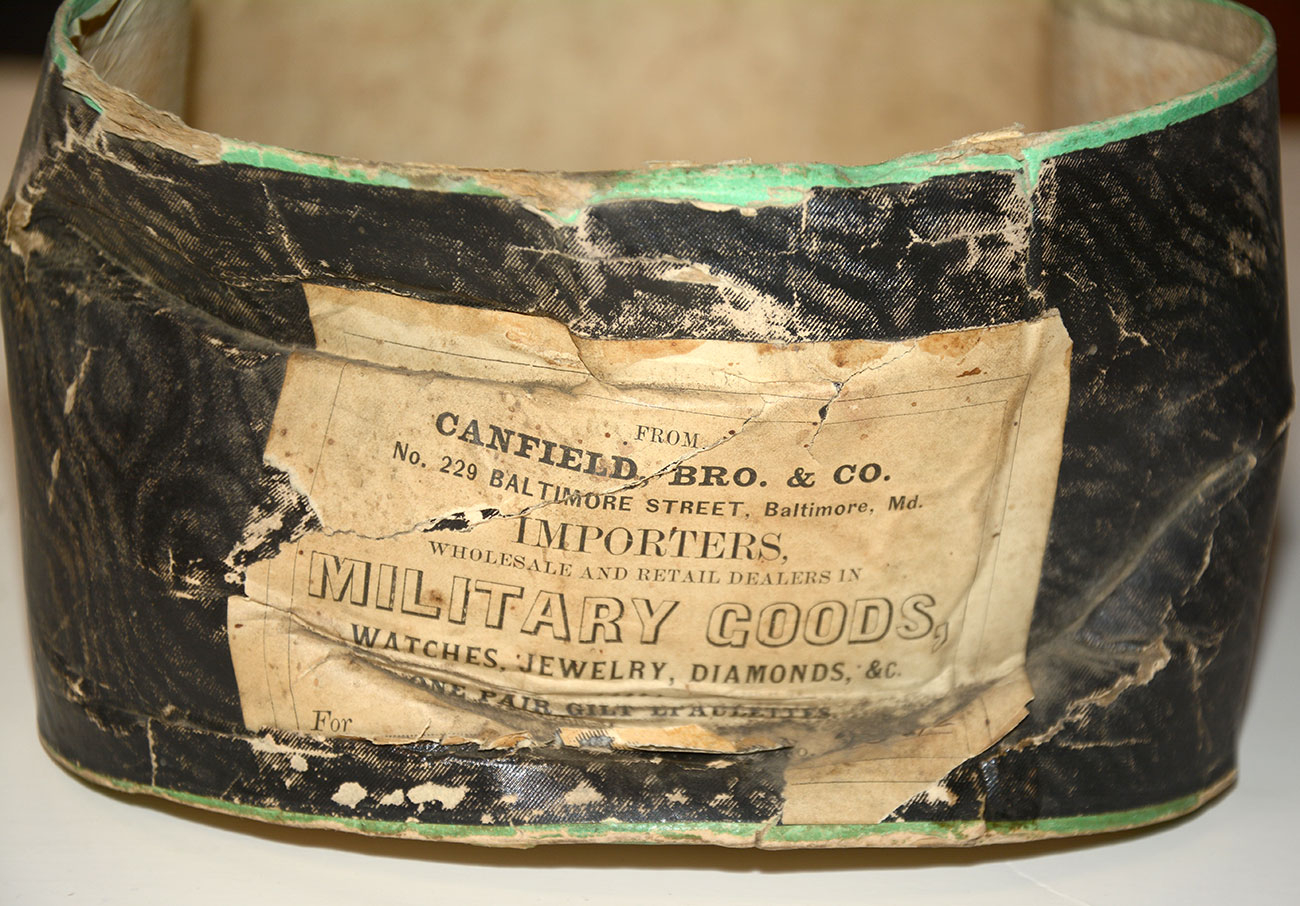 FROM
CANFIELD, BRO. & CO.
No. 229 BALTIMORE STREET, Baltimore, Md.
IMPORTERS,
WHOLESALE AND RETAIL DEALERS IN
MILITARY GOODS,
WATCHES, JEWELRY, DIAMONDS, &C.
ONE PAIR GILT EPAULETTES.
For